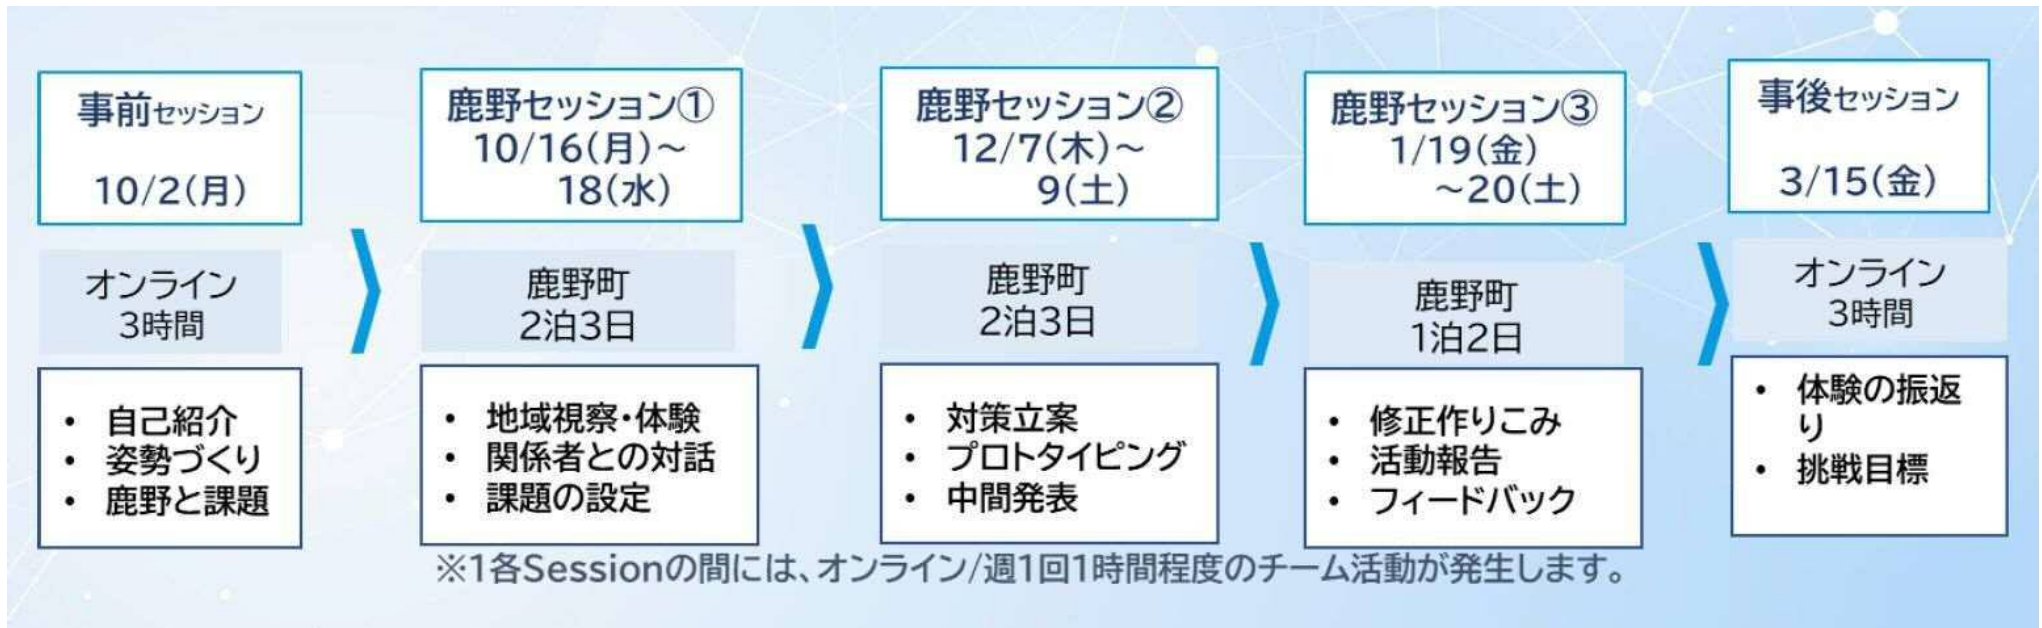 事前セッション
10/2(月)
オンライン
3時間
• 自己紹介
• 姿勢づくり
• 鹿野と課題
鹿野セッション①
10/16(月)～
18(水)
鹿野町
2泊3日
• 地域視察・体験
• 関係者との対話
• 課題の設定
鹿野セッション②
12/7(木)～
9(土)
鹿野町
2泊3日
• 対策立案
• プロトタイピング
• 中間発表
鹿野セッション③
1/19(金)
～20(土)
鹿野町
1泊2日
• 修正作りこみ
• 活動報告
• フィードバック
事後セッション
3/15(金)
オンライン
3時間
• 体験の振返
り
• 挑戦目標
※1各Sessionの間には、オンライン/週1回1時間程度のチーム活動が発生します。